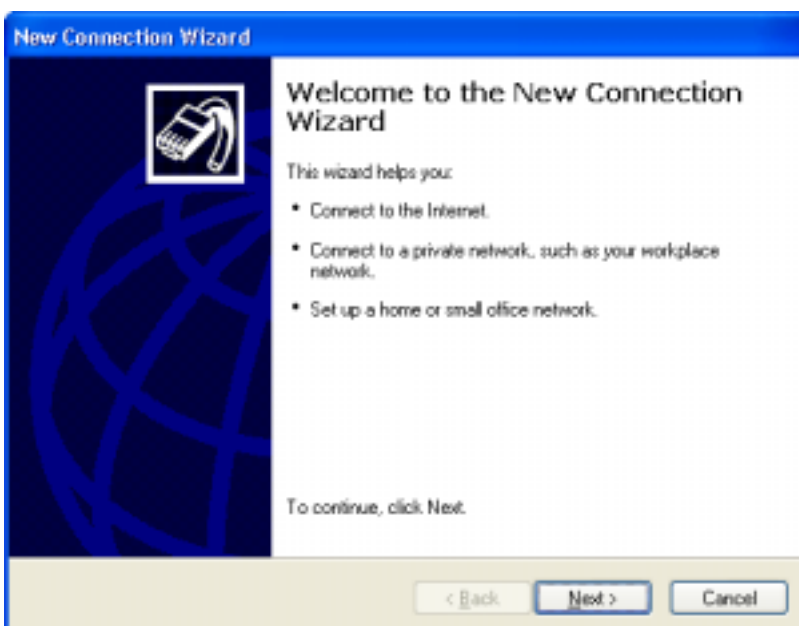 New Connection Wizard
Welcome to the New Connection
Wizard
This wizard helps you:
• Connect to the Internet.
• Connect to a private network, such as your workplace
network.
• Set up a home or small office network.
To continue, click Next.
< Back
Next >
Cancel